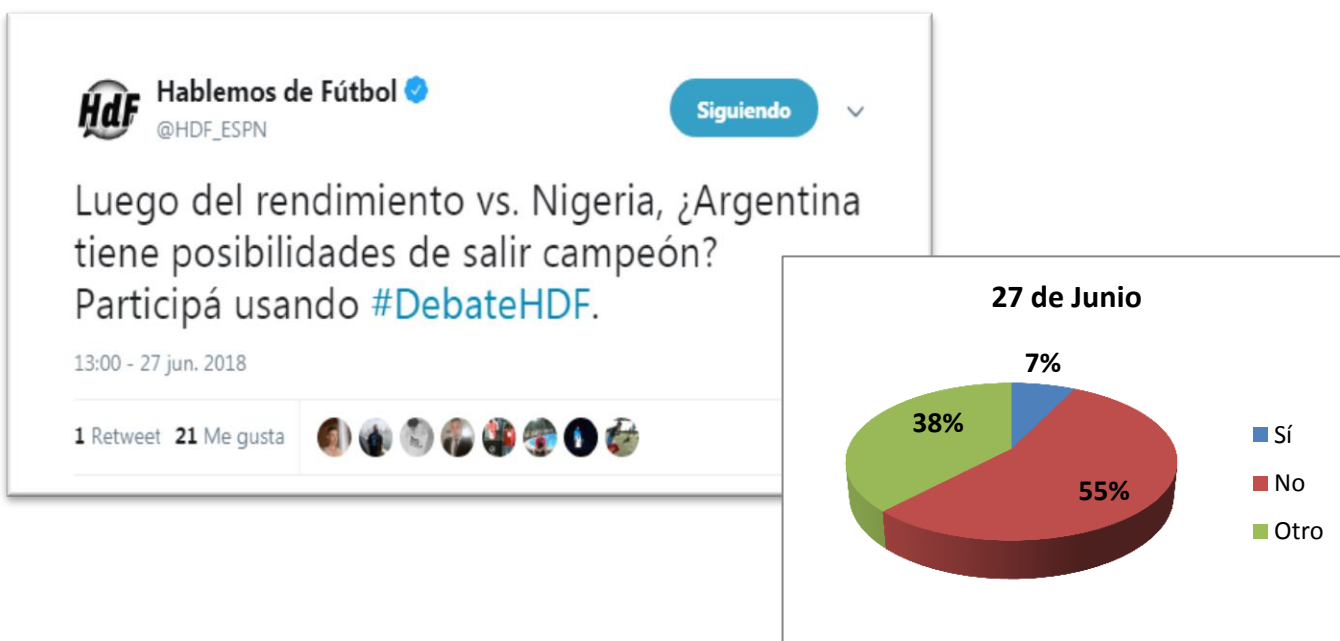 HdF
Hablemos de Fútbol
@HDF_ESPN
Siguiendo
Luego del rendimiento vs. Nigeria, ¿Argentina
tiene posibilidades de salir campeón?
Participá usando #DebateHDF.
13:00 - 27 jun. 2018
1 Retweet 21 Me gusta
27 de Junio
7%
38%
55%
Sí
No
Otro